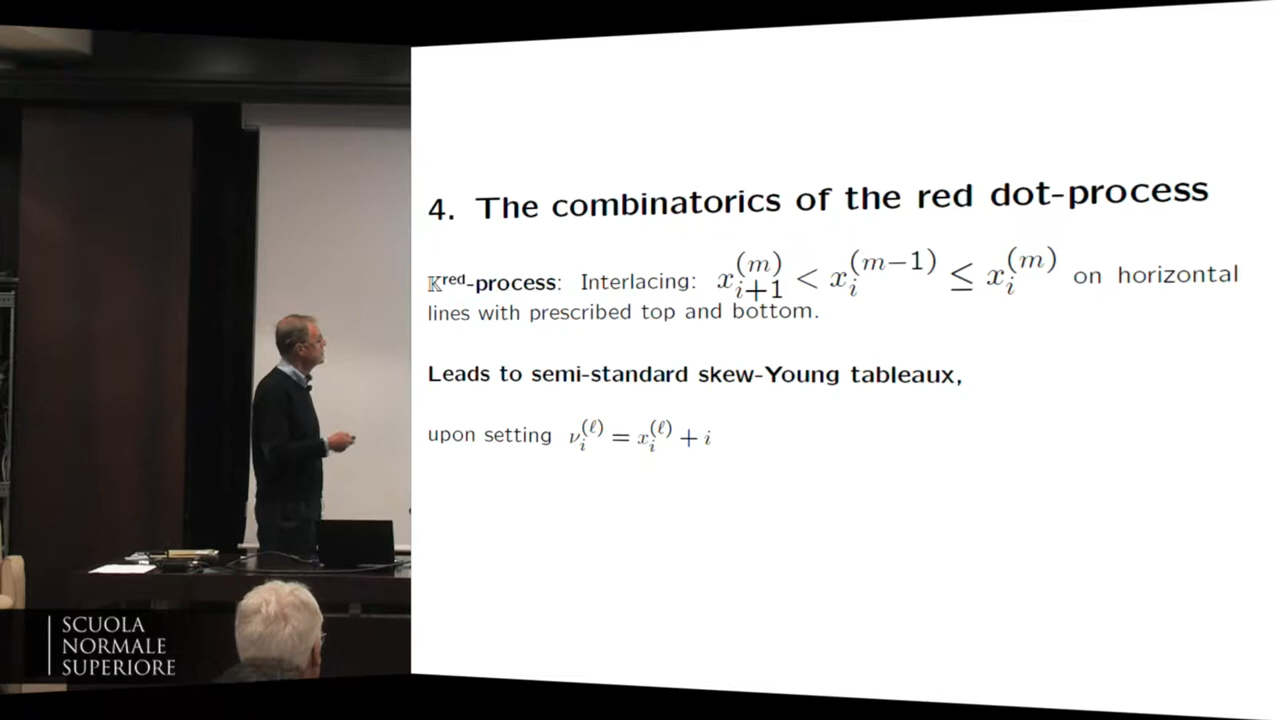 4. The combinatorics of the red dot-process
𝕂^red-process: Interlacing: x_{i+1}^{(m)} < x_i^{(m−1)} ≤ x_i^{(m)} on horizontal
lines with prescribed top and bottom.
Leads to semi-standard skew-Young tableaux,
upon setting ν_i^{(ℓ)} = x_i^{(ℓ)} + i
SCUOLA
NORMALE
SUPERIORE